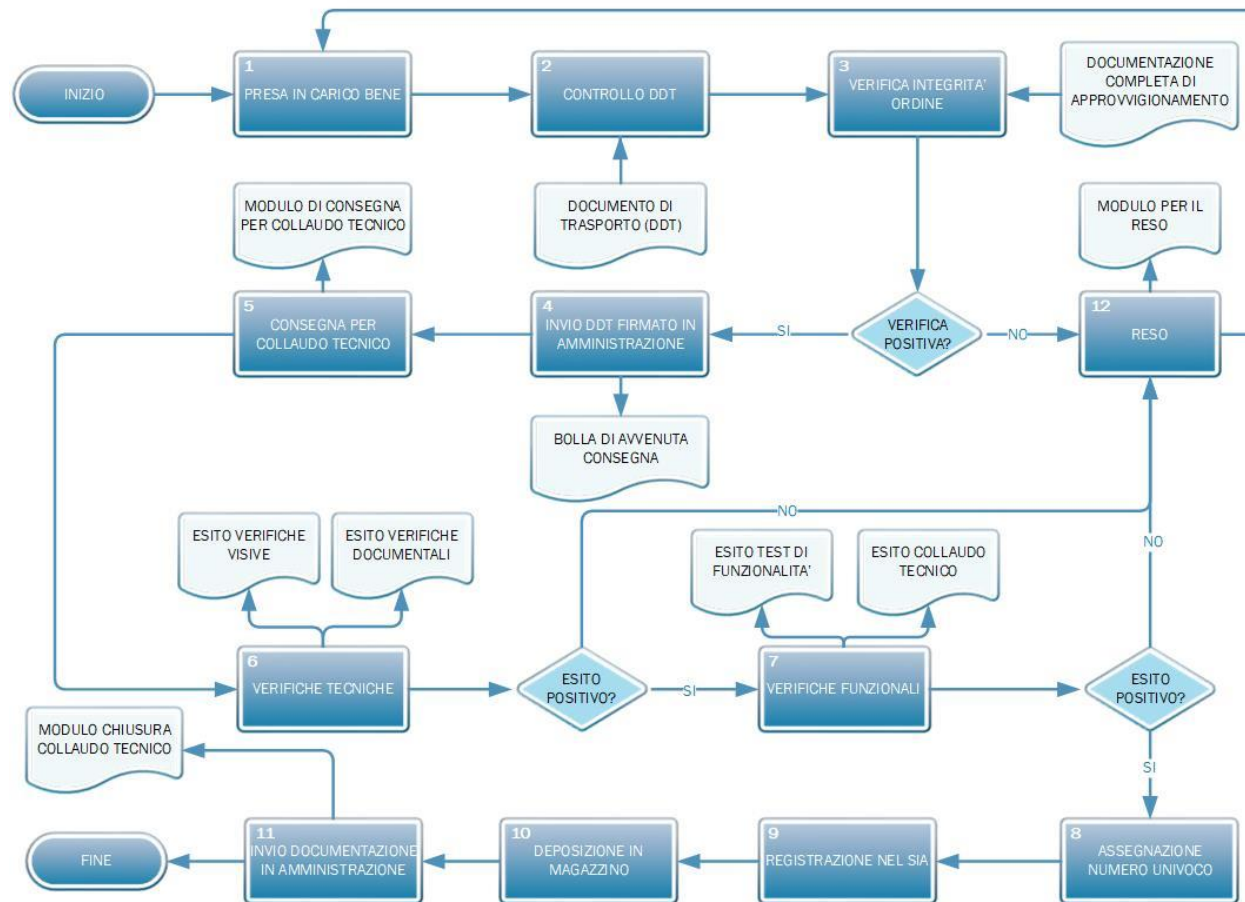 INIZIO
1
PRESA IN CARICO BENE
2
CONTROLLO DDT
3
VERIFICA INTEGRITA'
ORDINE
DOCUMENTAZIONE
COMPLETA DI
APPROVVIGIONAMENTO
MODULO DI CONSEGNA
PER COLLAUDO TECNICO
DOCUMENTO DI
TRASPORTO (DDT)
MODULO PER IL
RESO
5
CONSEGNA PER
COLLAUDO TECNICO
4
INVIO DDT FIRMATO IN
AMMINISTRAZIONE
SI
VERIFICA
POSITIVA?
NO
12
RESO
BOLLA DI AVVENUTA
CONSEGNA
NO
ESITO VERIFICHE
VISIVE
ESITO VERIFICHE
DOCUMENTALI
ESITO TEST DI
FUNZIONALITA'
ESITO COLLAUDO
TECNICO
NO
6
VERIFICHE TECNICHE
ESITO
POSITIVO?
SI
7
VERIFICHE FUNZIONALI
ESITO
POSITIVO?
MODULO CHIUSURA
COLLAUDO TECNICO
SI
FINE
11
INVIO DOCUMENTAZIONE
IN AMMINISTRAZIONE
10
DEPOSIZIONE IN
MAGAZZINO
9
REGISTRAZIONE NEL SIA
8
ASSEGNAZIONE
NUMERO UNIVOCO